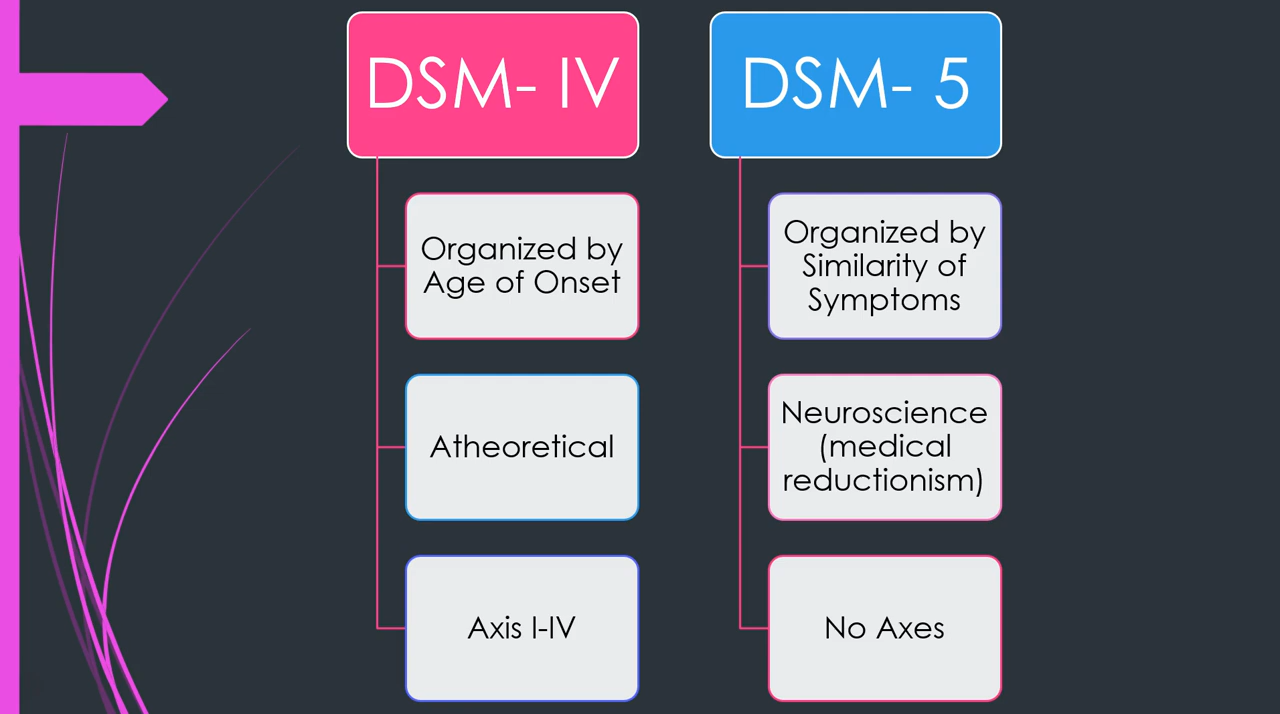 DSM- IV
Organized by
Age of Onset
Atheoretical
Axis I-IV
DSM- 5
Organized by
Similarity of
Symptoms
Neuroscience
(medical
reductionism)
No Axes